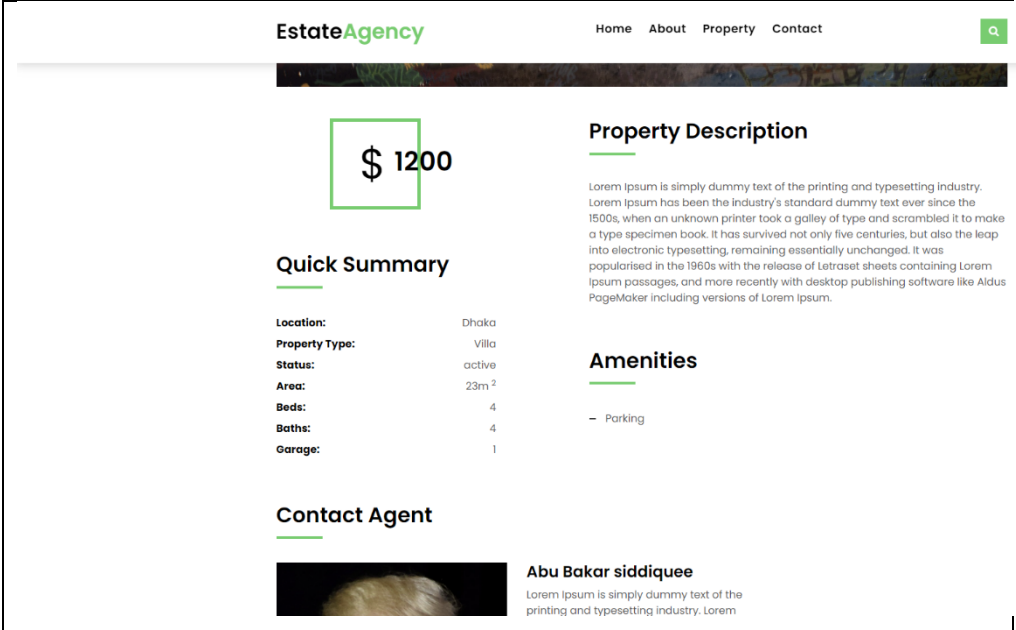 EstateAgency
Home About Property Contact
$ 1200
Quick Summary
Location: Dhaka
Property Type: Villa
Status: active
Area: 23m 2
Beds: 4
Baths: 4
Garage: 1
Property Description
Lorem Ipsum is simply dummy text of the printing and typesetting industry.
Lorem Ipsum has been the industry's standard dummy text ever since the
1500s, when an unknown printer took a galley of type and scrambled it to make
a type specimen book. It has survived not only five centuries, but also the leap
into electronic typesetting, remaining essentially unchanged. It was
popularised in the 1960s with the release of Letraset sheets containing Lorem
Ipsum passages, and more recently with desktop publishing software like Aldus
PageMaker including versions of Lorem Ipsum.
Amenities
– Parking
Contact Agent
Abu Bakar siddiquee
Lorem Ipsum is simply dummy text of the
printing and typesetting industry. Lorem